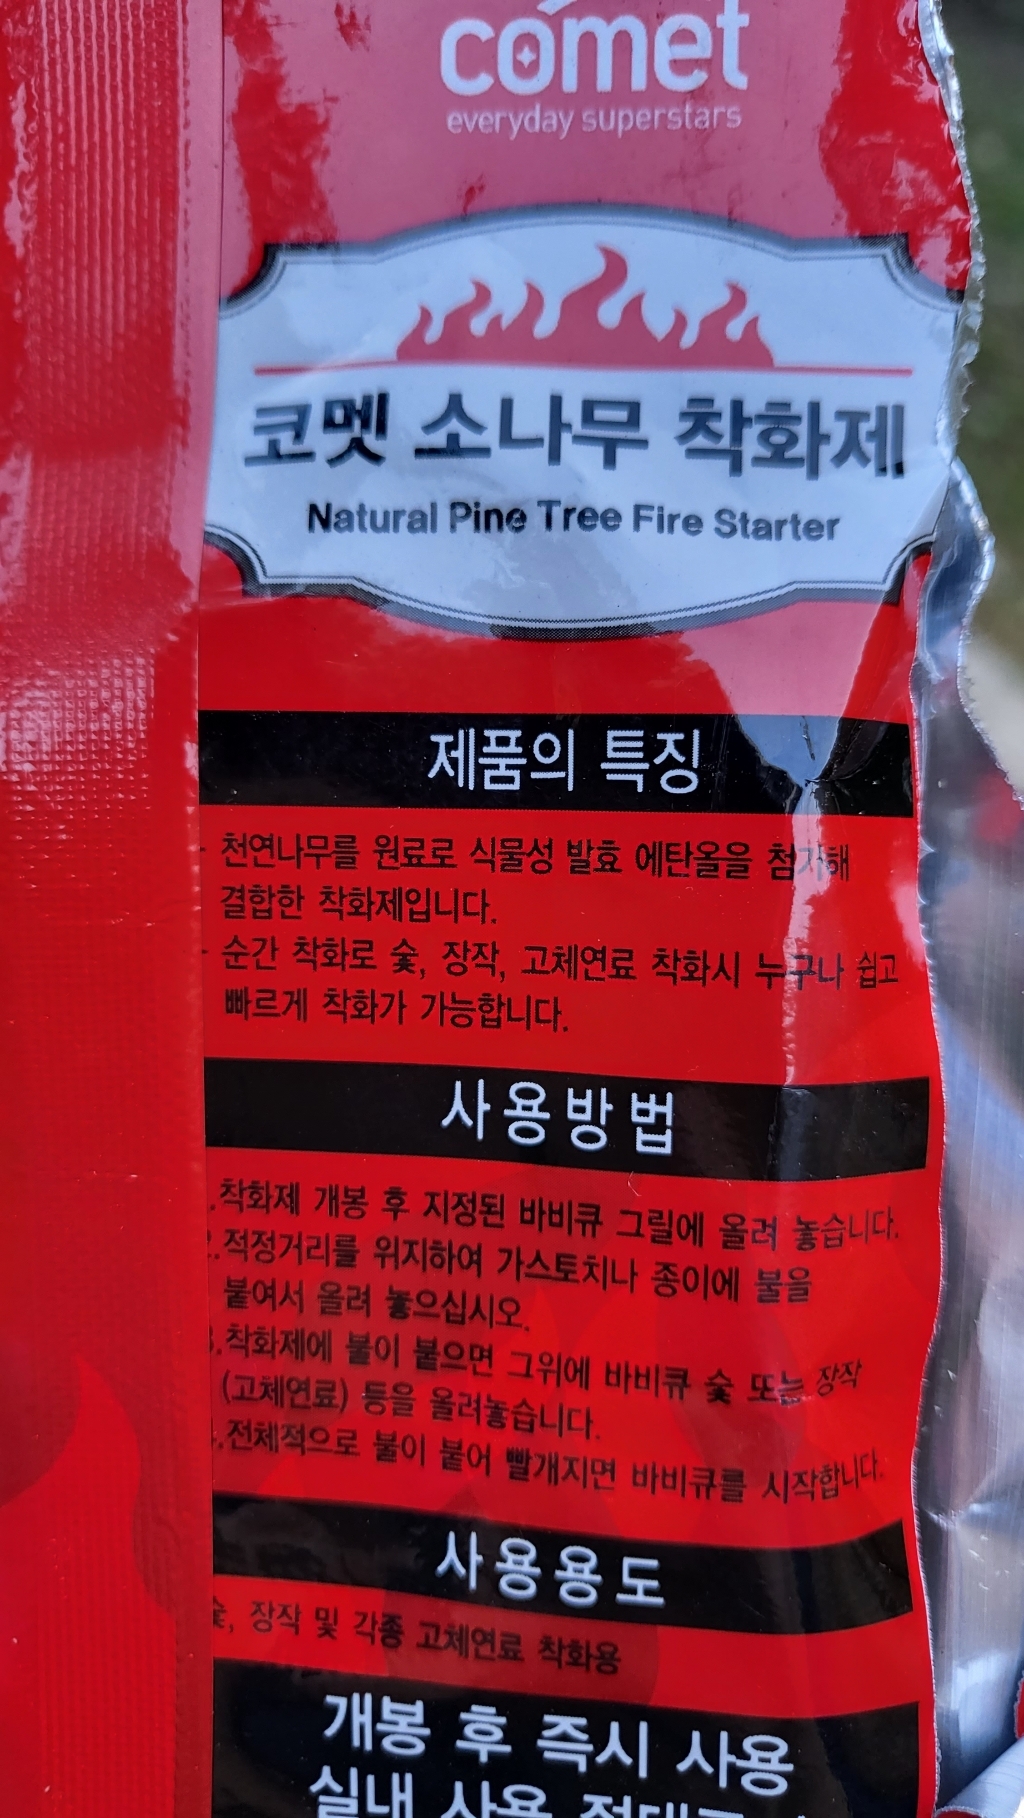 comet
everyday superstars
코멧 소나무 착화제
Natural Pine Tree Fire Starter
제품의 특징
- 천연나무를 원료로 식물성 발효 에탄올을 첨가해
결합한 착화제입니다.
- 순간 착화로 숯, 장작, 고체연료 착화시 누구나 쉽고
빠르게 착화가 가능합니다.
사용방법
.착화제 개봉 후 지정된 바비큐 그릴에 올려 놓습니다.
2.적정거리를 위지하여 가스토치나 종이에 불을
붙여서 올려 놓으십시오.
3.착화제에 불이 붙으면 그위에 바비큐 숯 또는 장작
(고체연료) 등을 올려놓습니다.
.전체적으로 불이 붙어 빨개지면 바비큐를 시작합니다.
사용용도
숯, 장작 및 각종 고체연료 착화용
개봉 후 즉시 사용
실내 사용